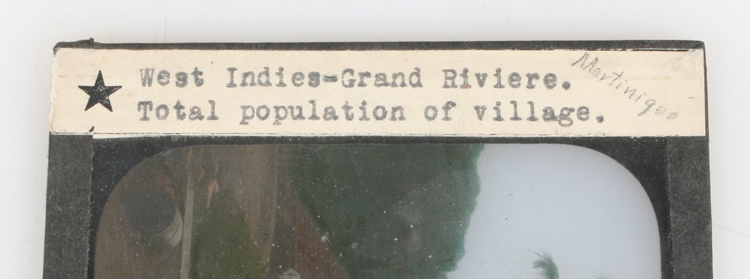 West Indies-Grand Riviere.
Martinique
Total population of village.